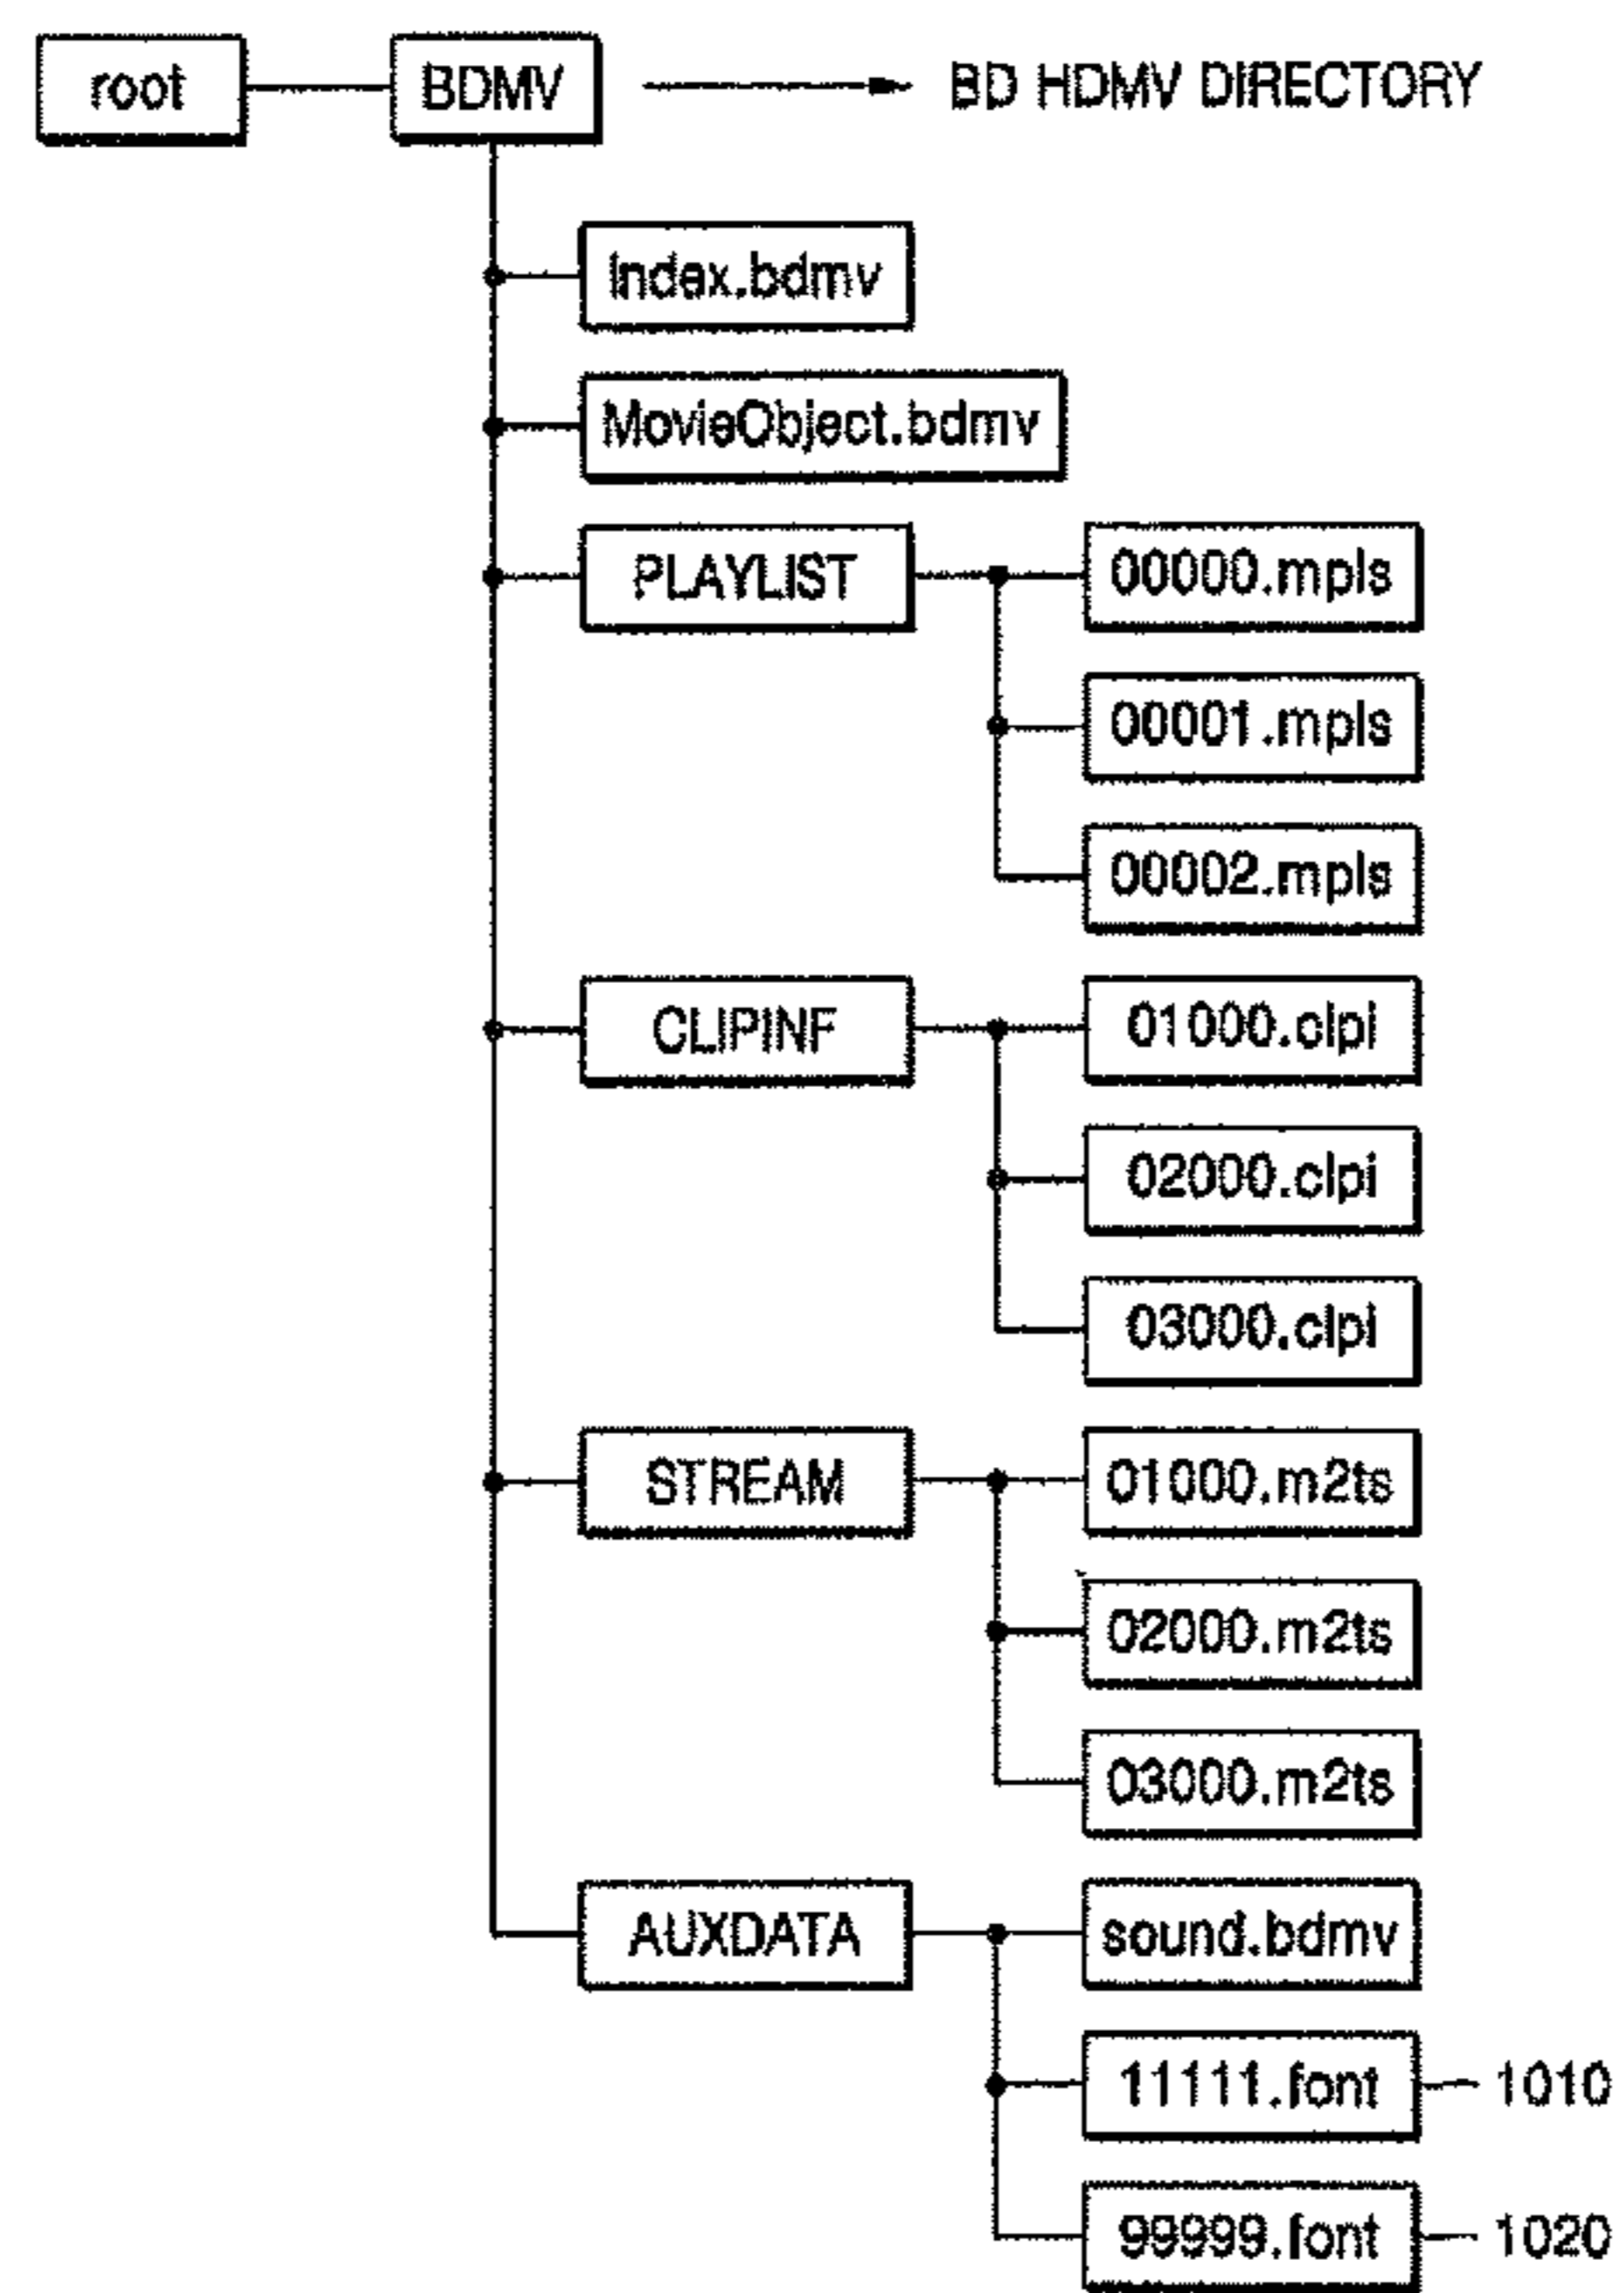 root BDMV BD HDMV DIRECTORY
Index.bdmv
MovieObject.bdmv
PLAYLIST 00000.mpls
00001.mpls
00002.mpls
CLIPINF 01000.clpi
02000.clpi
03000.clpi
STREAM 01000.m2ts
02000.m2ts
03000.m2ts
AUXDATA sound.bdmv
11111.font 1010
99999.font 1020